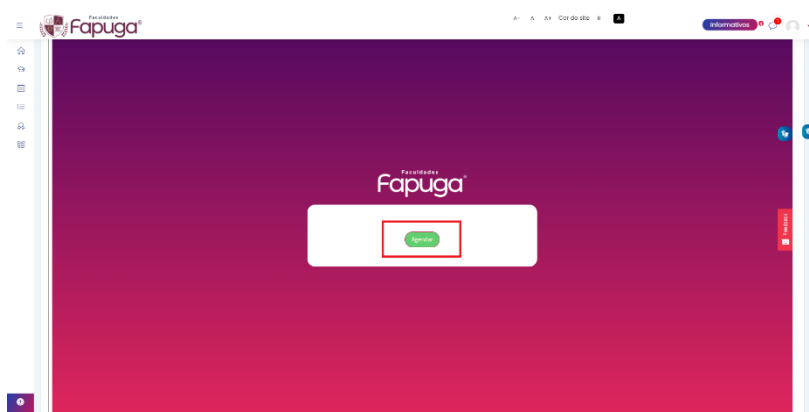 Faculdades
Fapuga®
A- A A+ Cor do site R A
Informativos
Faculdades
Fapuga®
Agendar
Feedback